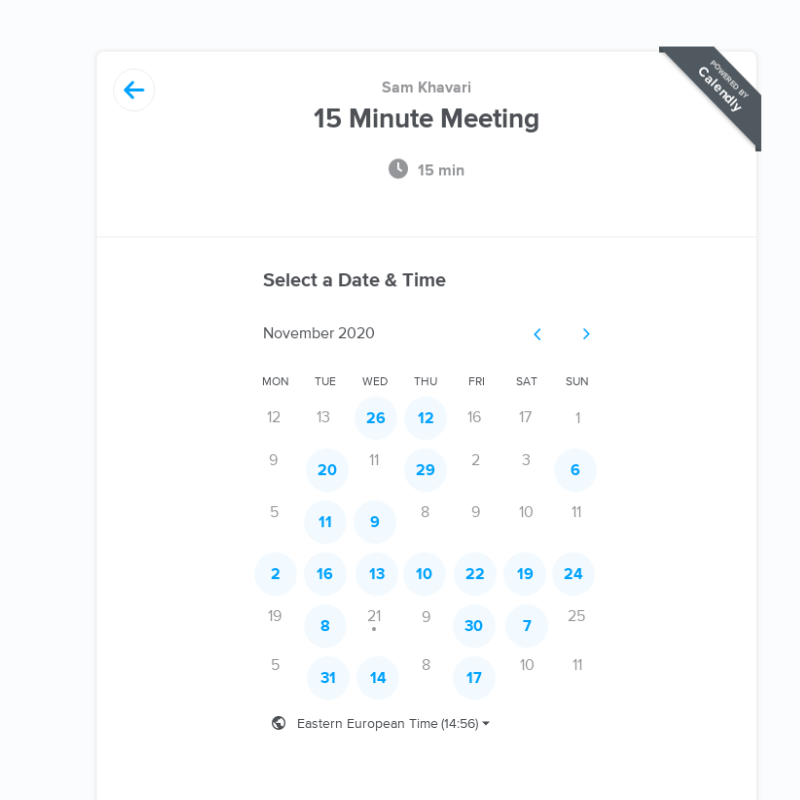 POWERED BY
Calendly
Sam Khavari
15 Minute Meeting
15 min
Select a Date & Time
November 2020
MON TUE WED THU FRI SAT SUN
12 13 26 12 16 17 1
9 20 11 29 2 3 6
5 11 9 8 9 10 11
2 16 13 10 22 19 24
19 8 21 9 30 7 25
5 31 14 8 17 10 11
Eastern European Time (14:56)